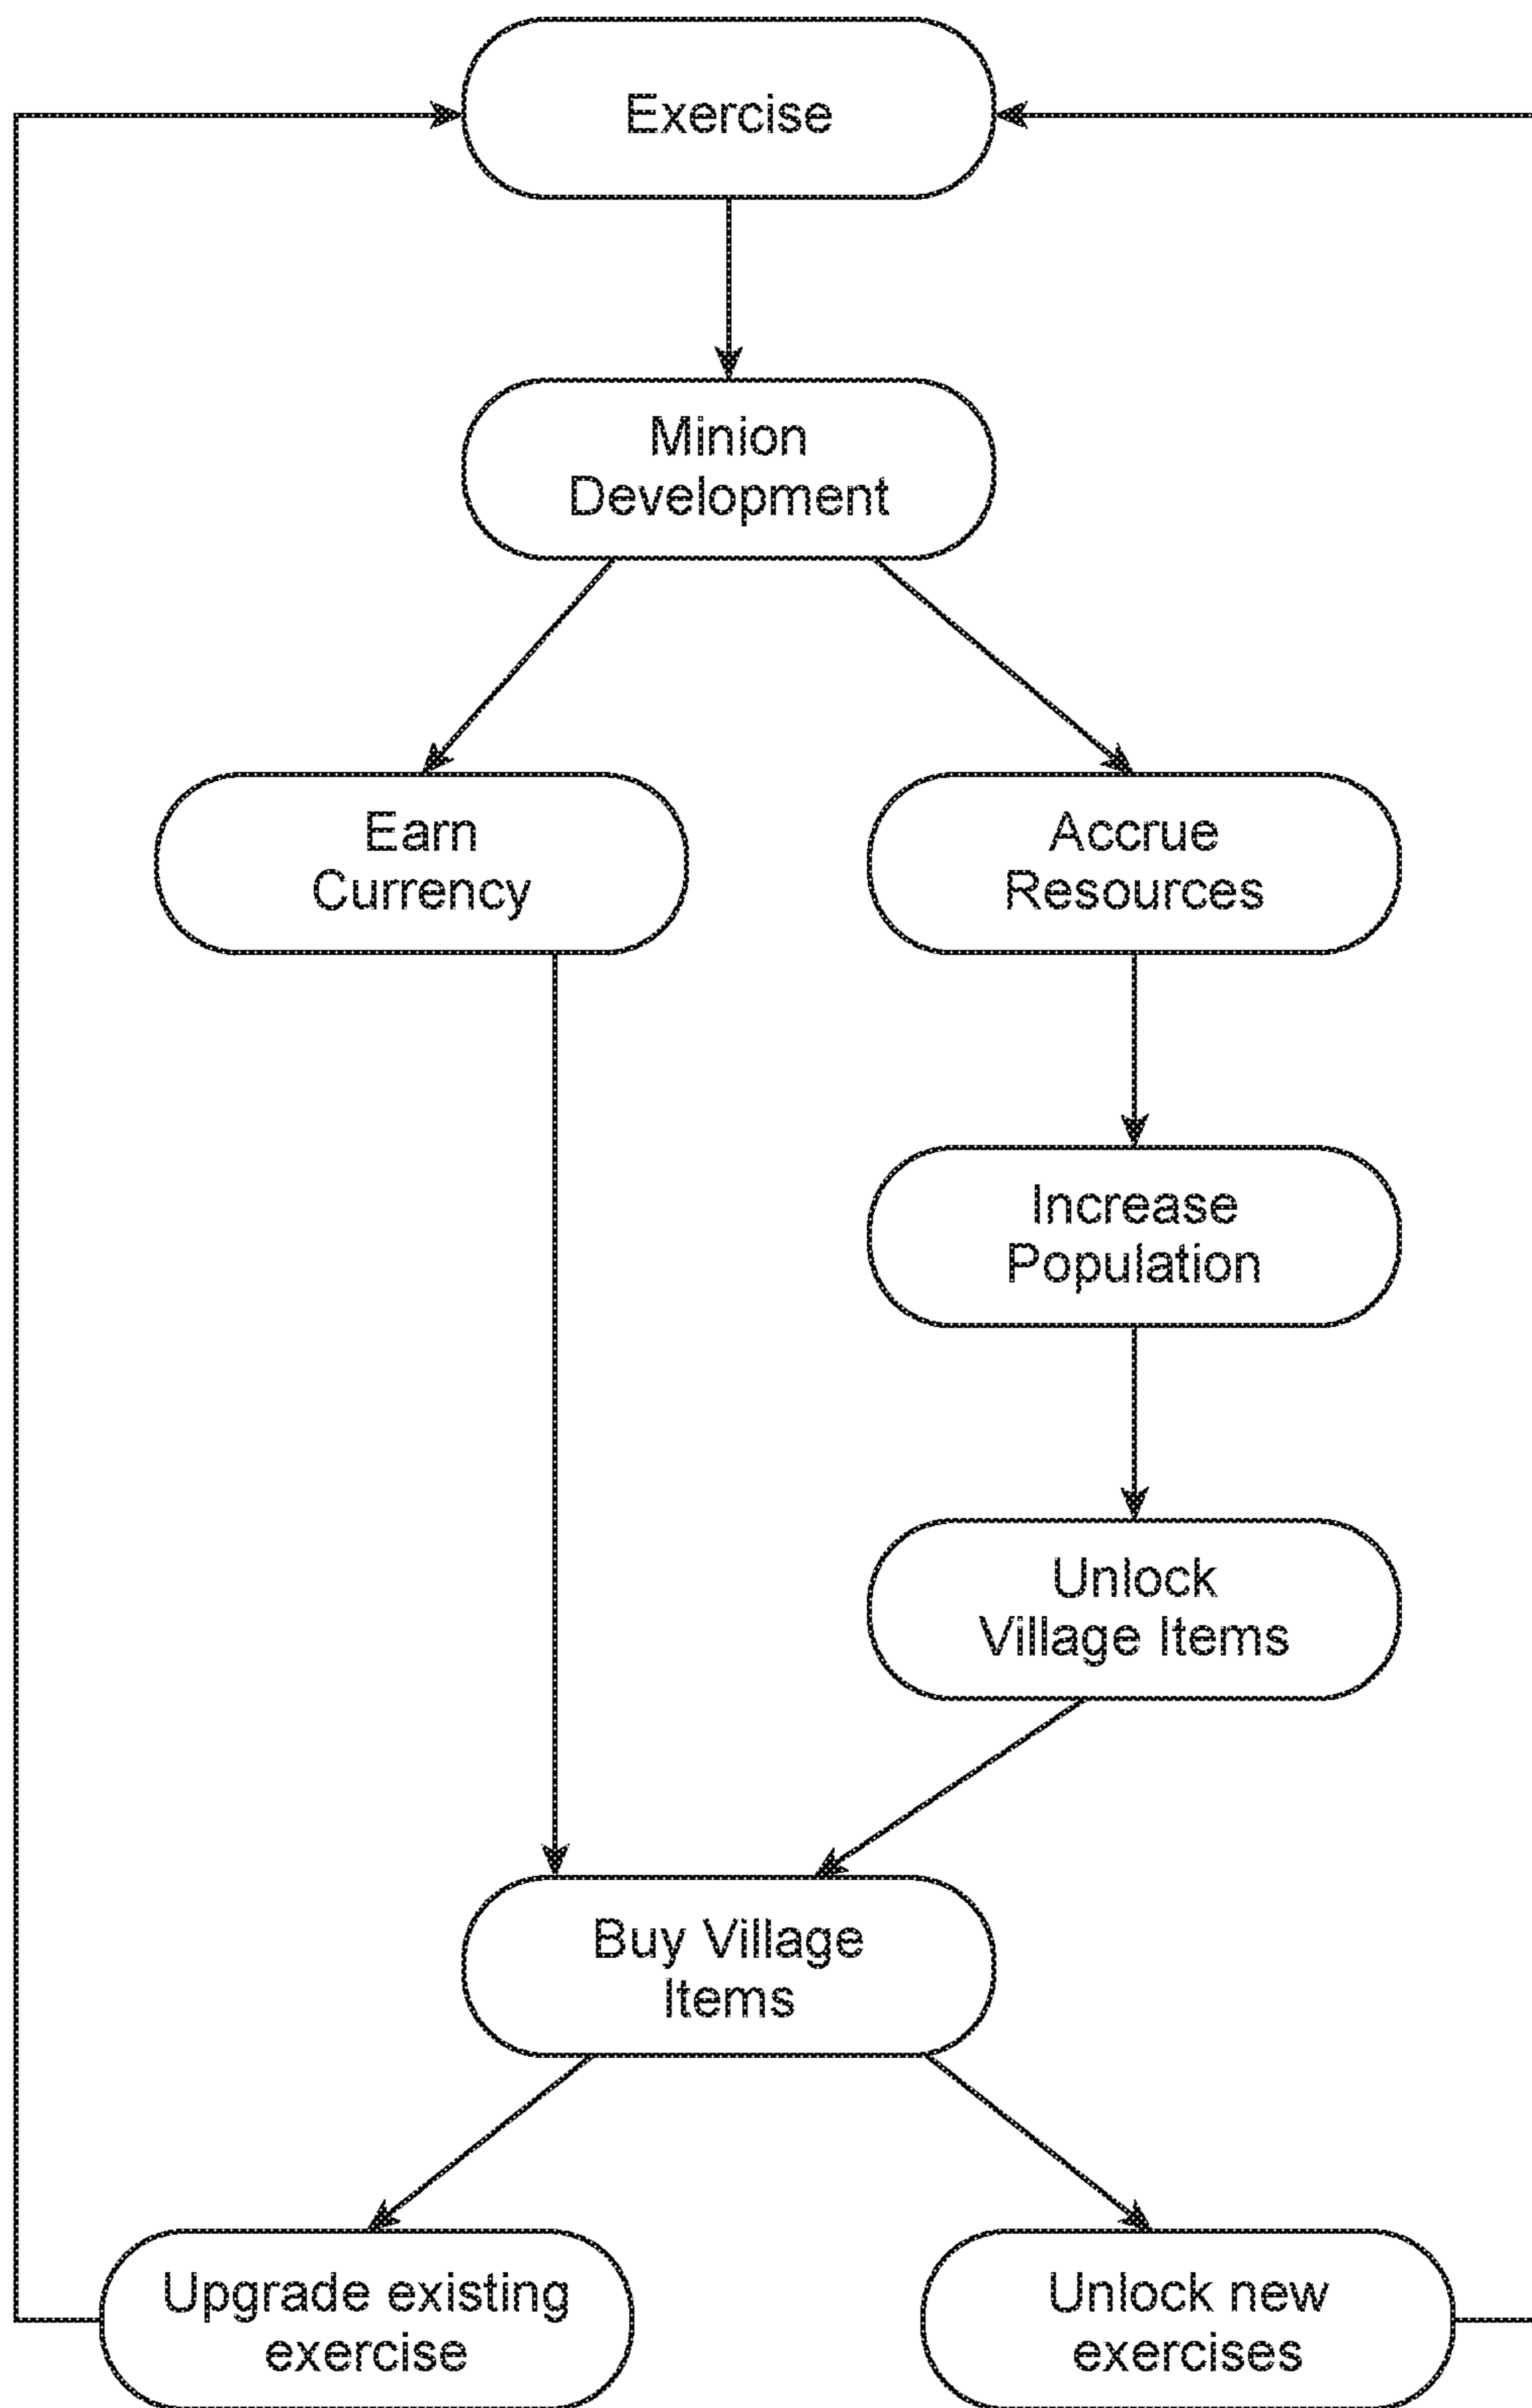 Exercise
Minion
Development
Earn
Currency
Accrue
Resources
Increase
Population
Unlock
Village Items
Buy Village
Items
Upgrade existing
exercise
Unlock new
exercises